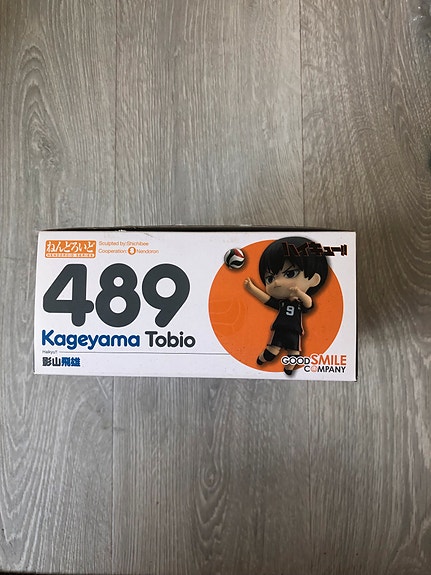 ねんどろいど
NENDOROID SERIES
Sculpted by:Shichibee
Cooperation: Nendoron
489
Kageyama Tobio
Haikyu!!
影山飛雄
ハイキュー!!
9
GOOD SMILE
COMPANY